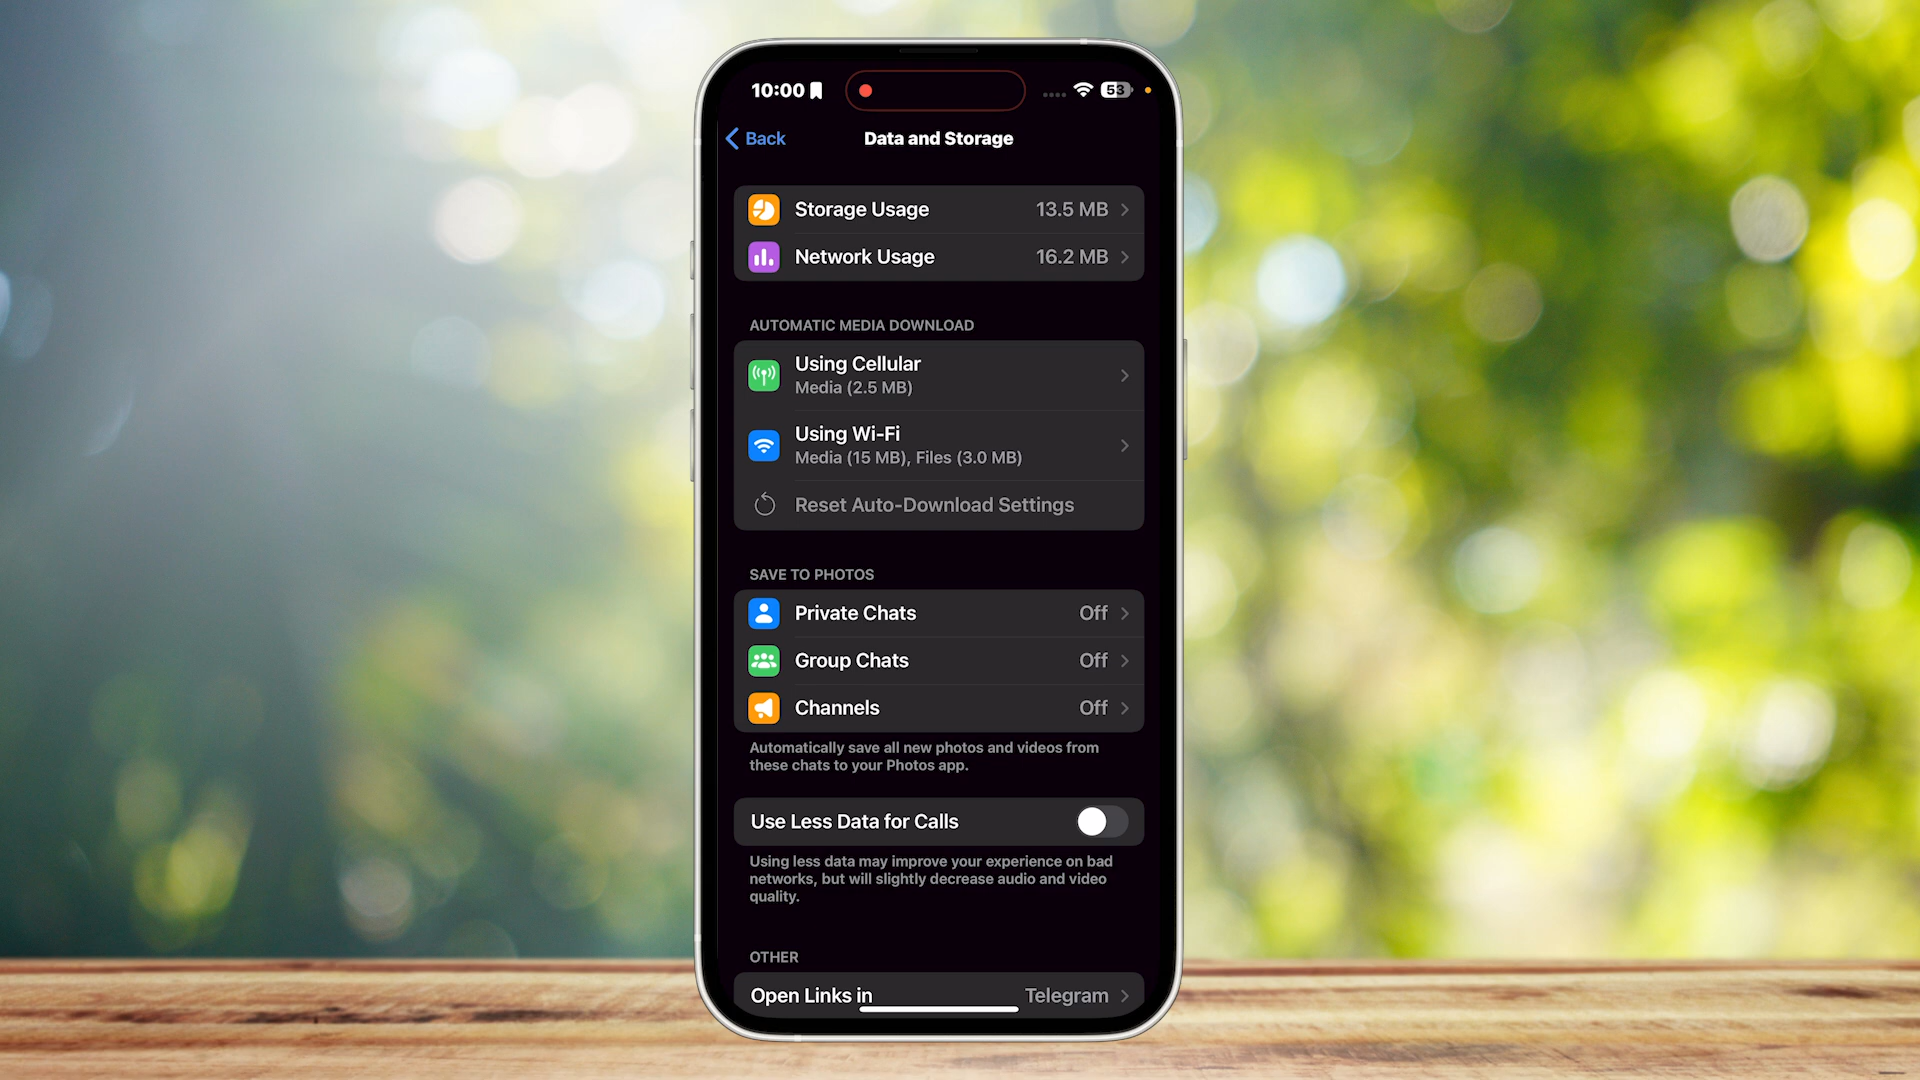 10:00
53
Back
Data and Storage
Storage Usage 13.5 MB
Network Usage 16.2 MB
AUTOMATIC MEDIA DOWNLOAD
Using Cellular
Media (2.5 MB)
Using Wi-Fi
Media (15 MB), Files (3.0 MB)
Reset Auto-Download Settings
SAVE TO PHOTOS
Private Chats Off
Group Chats Off
Channels Off
Automatically save all new photos and videos from
these chats to your Photos app.
Use Less Data for Calls
Using less data may improve your experience on bad
networks, but will slightly decrease audio and video
quality.
OTHER
Open Links in Telegram